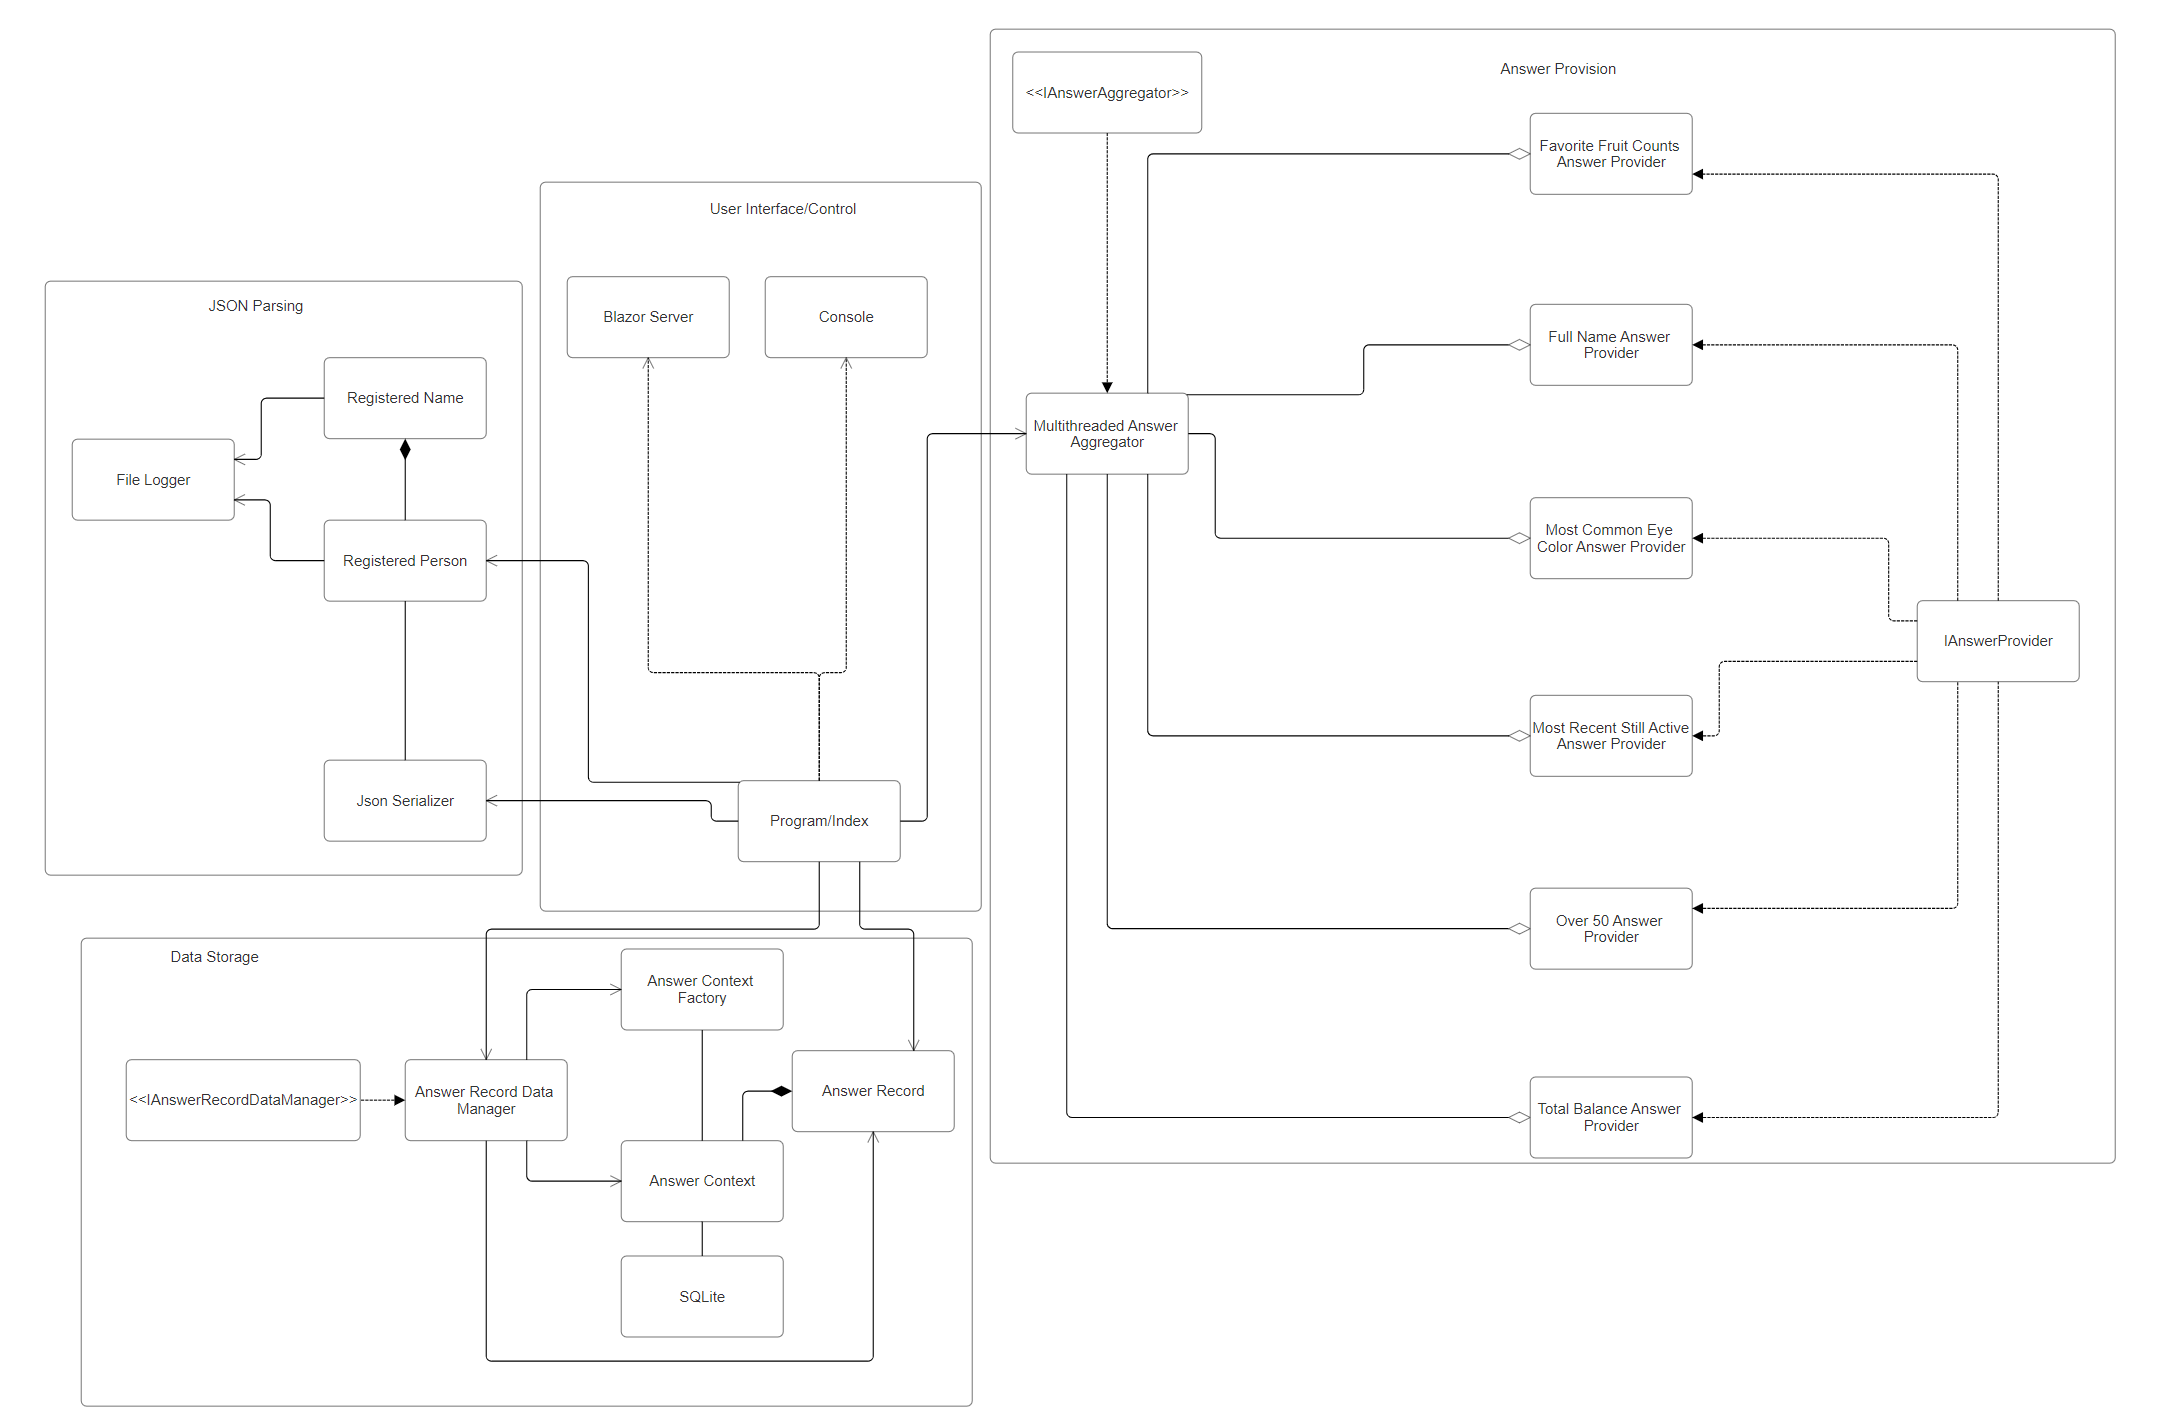 Answer Provision
<<IAnswerAggregator>>
Favorite Fruit Counts
Answer Provider
User Interface/Control
JSON Parsing
Blazor Server
Console
Full Name Answer
Provider
Registered Name
Multithreaded Answer
Aggregator
File Logger
Most Common Eye
Color Answer Provider
Registered Person
IAnswerProvider
Most Recent Still Active
Answer Provider
Json Serializer
Program/Index
Over 50 Answer
Provider
Data Storage
Answer Context
Factory
<<IAnswerRecordDataManager>>
Answer Record Data
Manager
Answer Record
Total Balance Answer
Provider
Answer Context
SQLite